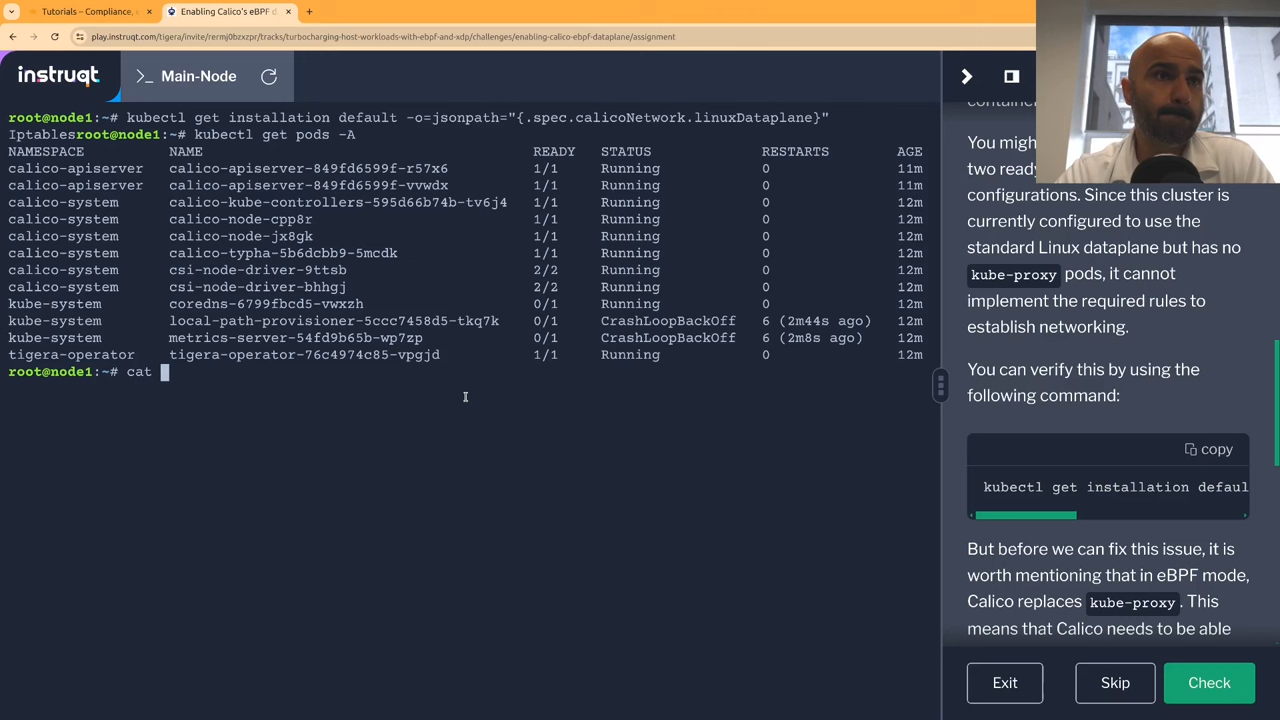 Tutorials – Compliance,
Enabling Calico's eBPF dat
play.instruqt.com/tigera/invite/rermj0bzxzpr/tracks/turbocharging-host-workloads-with-ebpf-and-xdp/challenges/enabling-calico-ebpf-dataplane/assignment
instruqt
>_ Main-Node
root@node1:~# kubectl get installation default -o=jsonpath="{.spec.calicoNetwork.linuxDataplane}"
Iptablesroot@node1:~# kubectl get pods -A
NAMESPACE NAME READY STATUS RESTARTS AGE
calico-apiserver calico-apiserver-849fd6599f-r57x6 1/1 Running 0 11m
calico-apiserver calico-apiserver-849fd6599f-vvwdx 1/1 Running 0 11m
calico-system calico-kube-controllers-595d66b74b-tv6j4 1/1 Running 0 12m
calico-system calico-node-cpp8r 1/1 Running 0 12m
calico-system calico-node-jx8gk 1/1 Running 0 12m
calico-system calico-typha-5b6dcbb9-5mcdk 1/1 Running 0 12m
calico-system csi-node-driver-9ttsb 2/2 Running 0 12m
calico-system csi-node-driver-bhhgj 2/2 Running 0 12m
kube-system coredns-6799fbcd5-vwxzh 0/1 Running 0 12m
kube-system local-path-provisioner-5ccc7458d5-tkq7k 0/1 CrashLoopBackOff 6 (2m44s ago) 12m
kube-system metrics-server-54fd9b65b-wp7zp 0/1 CrashLoopBackOff 6 (2m8s ago) 12m
tigera-operator tigera-operator-76c4974c85-vpgjd 1/1 Running 0 12m
root@node1:~# cat
You migh
two ready
configurations. Since this cluster is
currently configured to use the
standard Linux dataplane but has no
kube-proxy pods, it cannot
implement the required rules to
establish networking.
You can verify this by using the
following command:
copy
kubectl get installation defaul
But before we can fix this issue, it is
worth mentioning that in eBPF mode,
Calico replaces kube-proxy. This
means that Calico needs to be able
Exit
Skip
Check